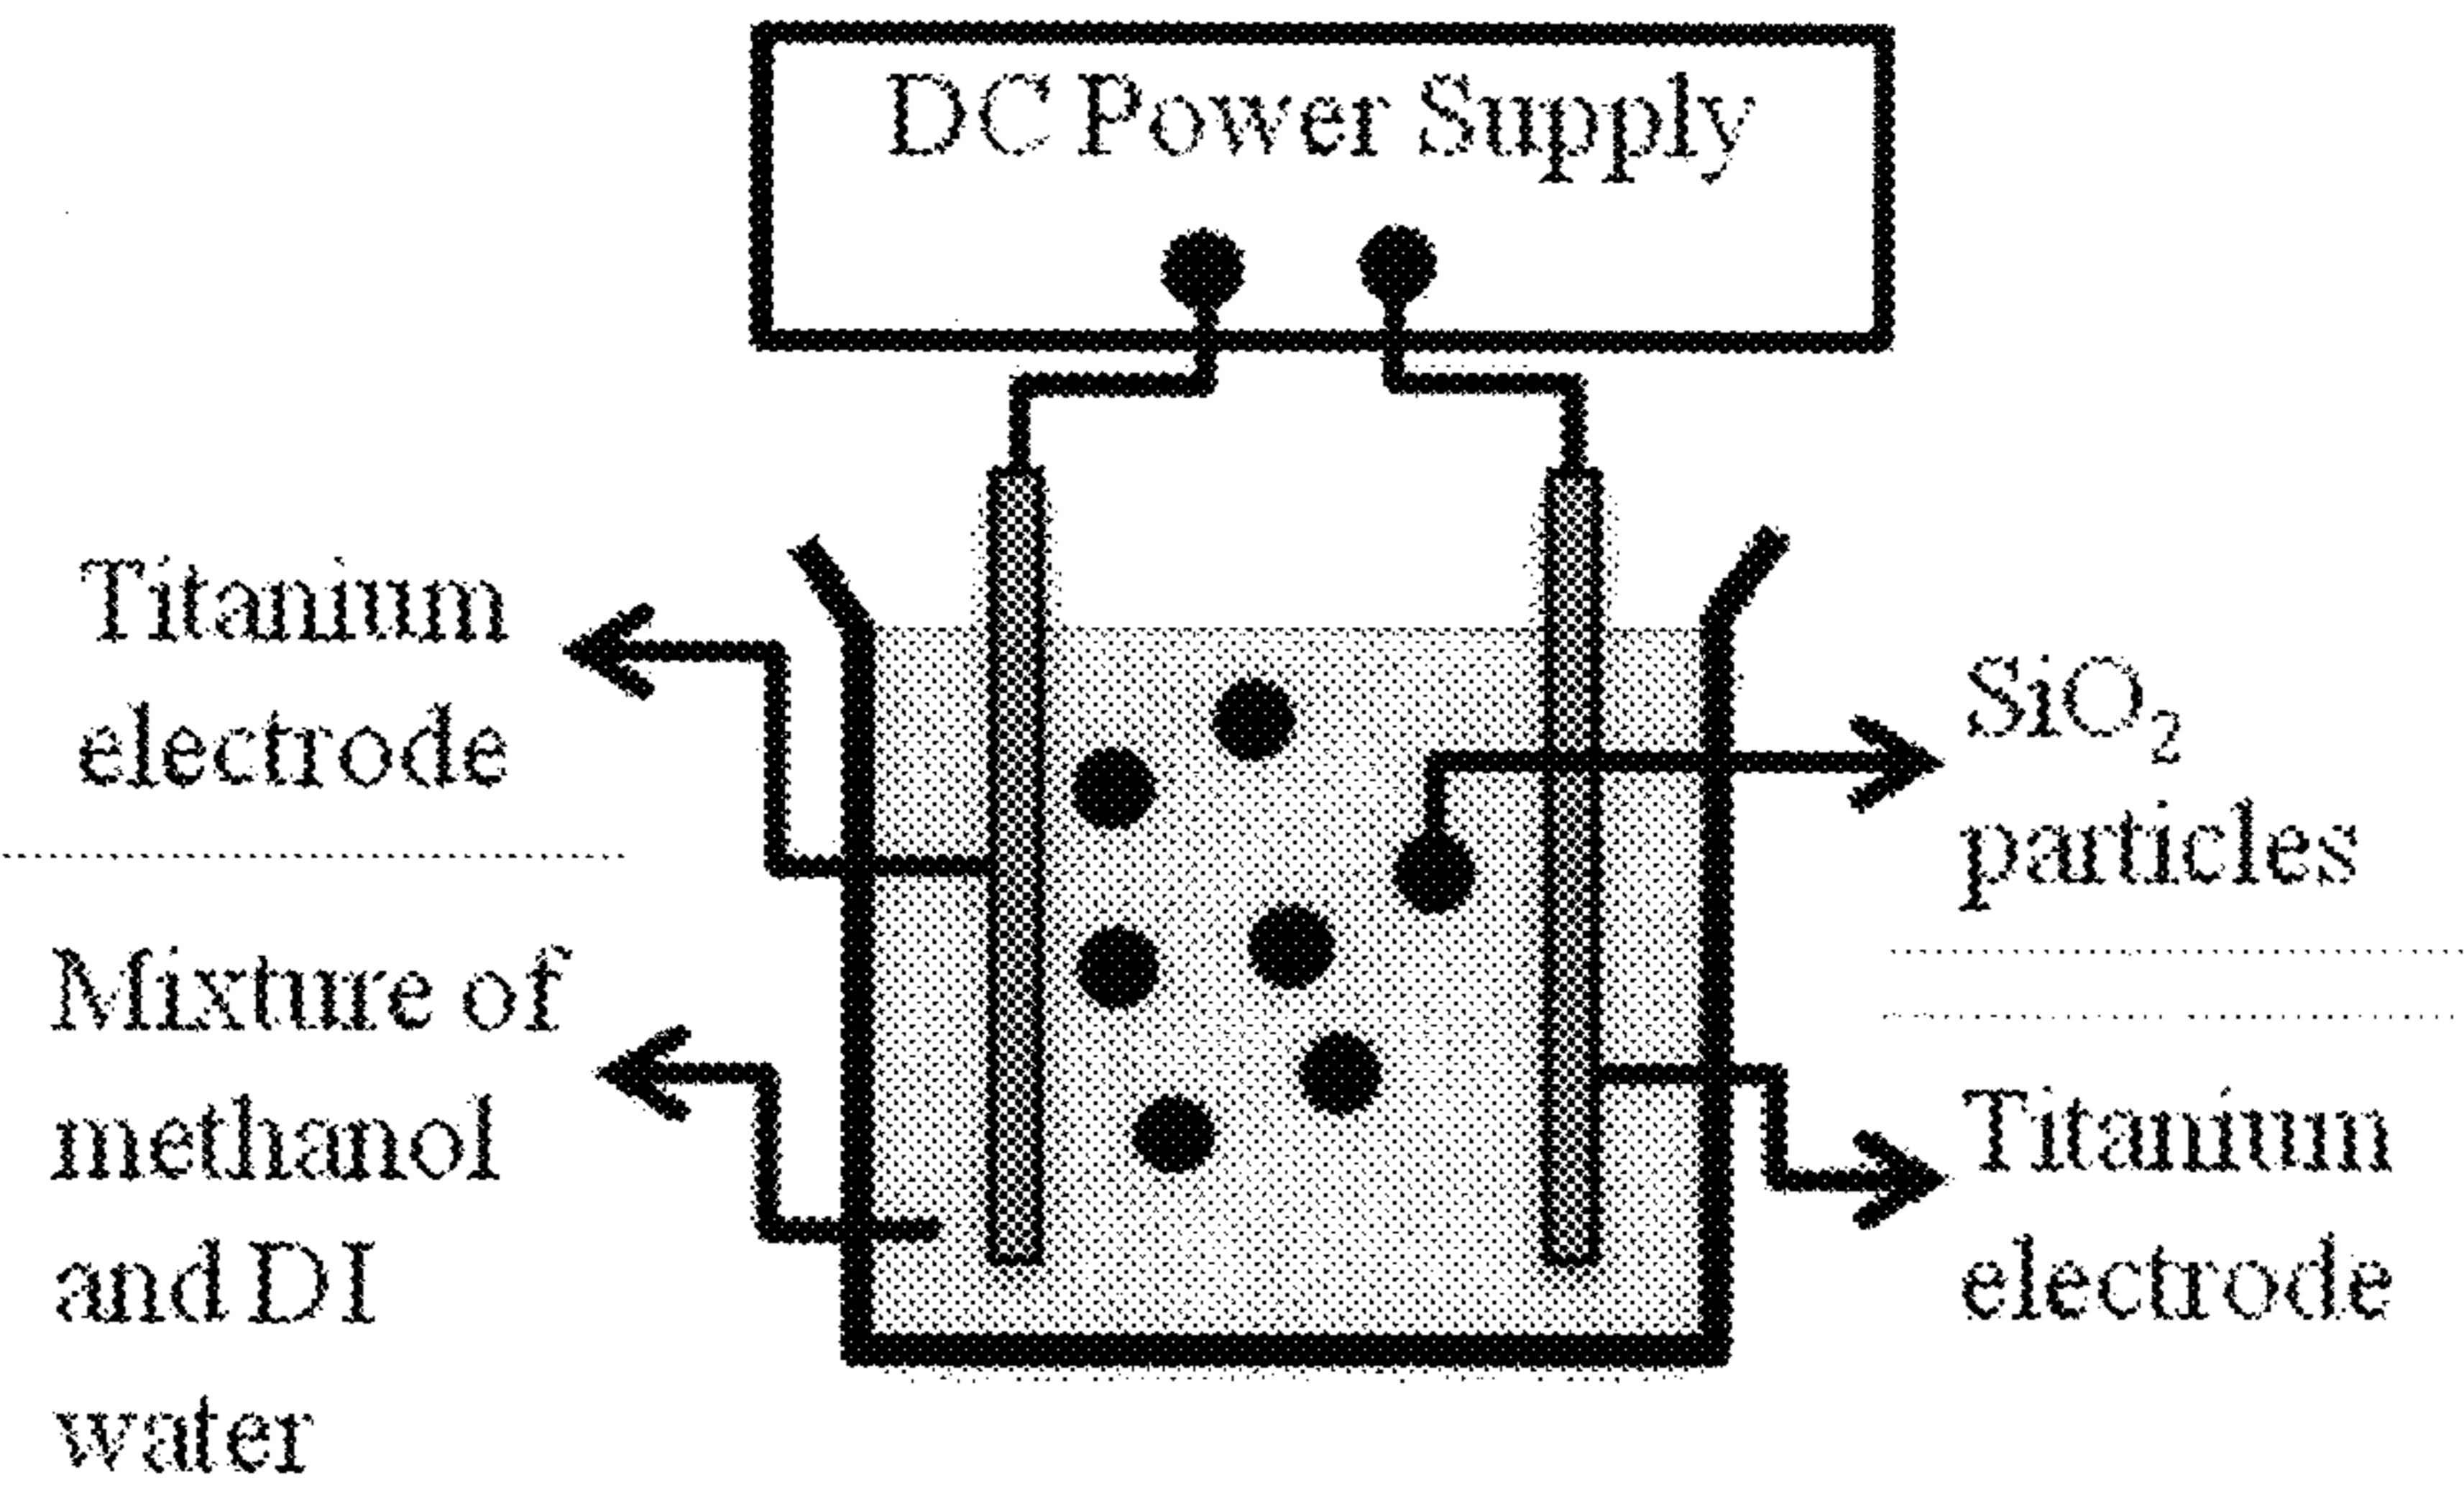 DC Power Supply
Titanium
electrode
Mixture of
methanol
and DI
water
SiO₂
particles
Titanium
electrode